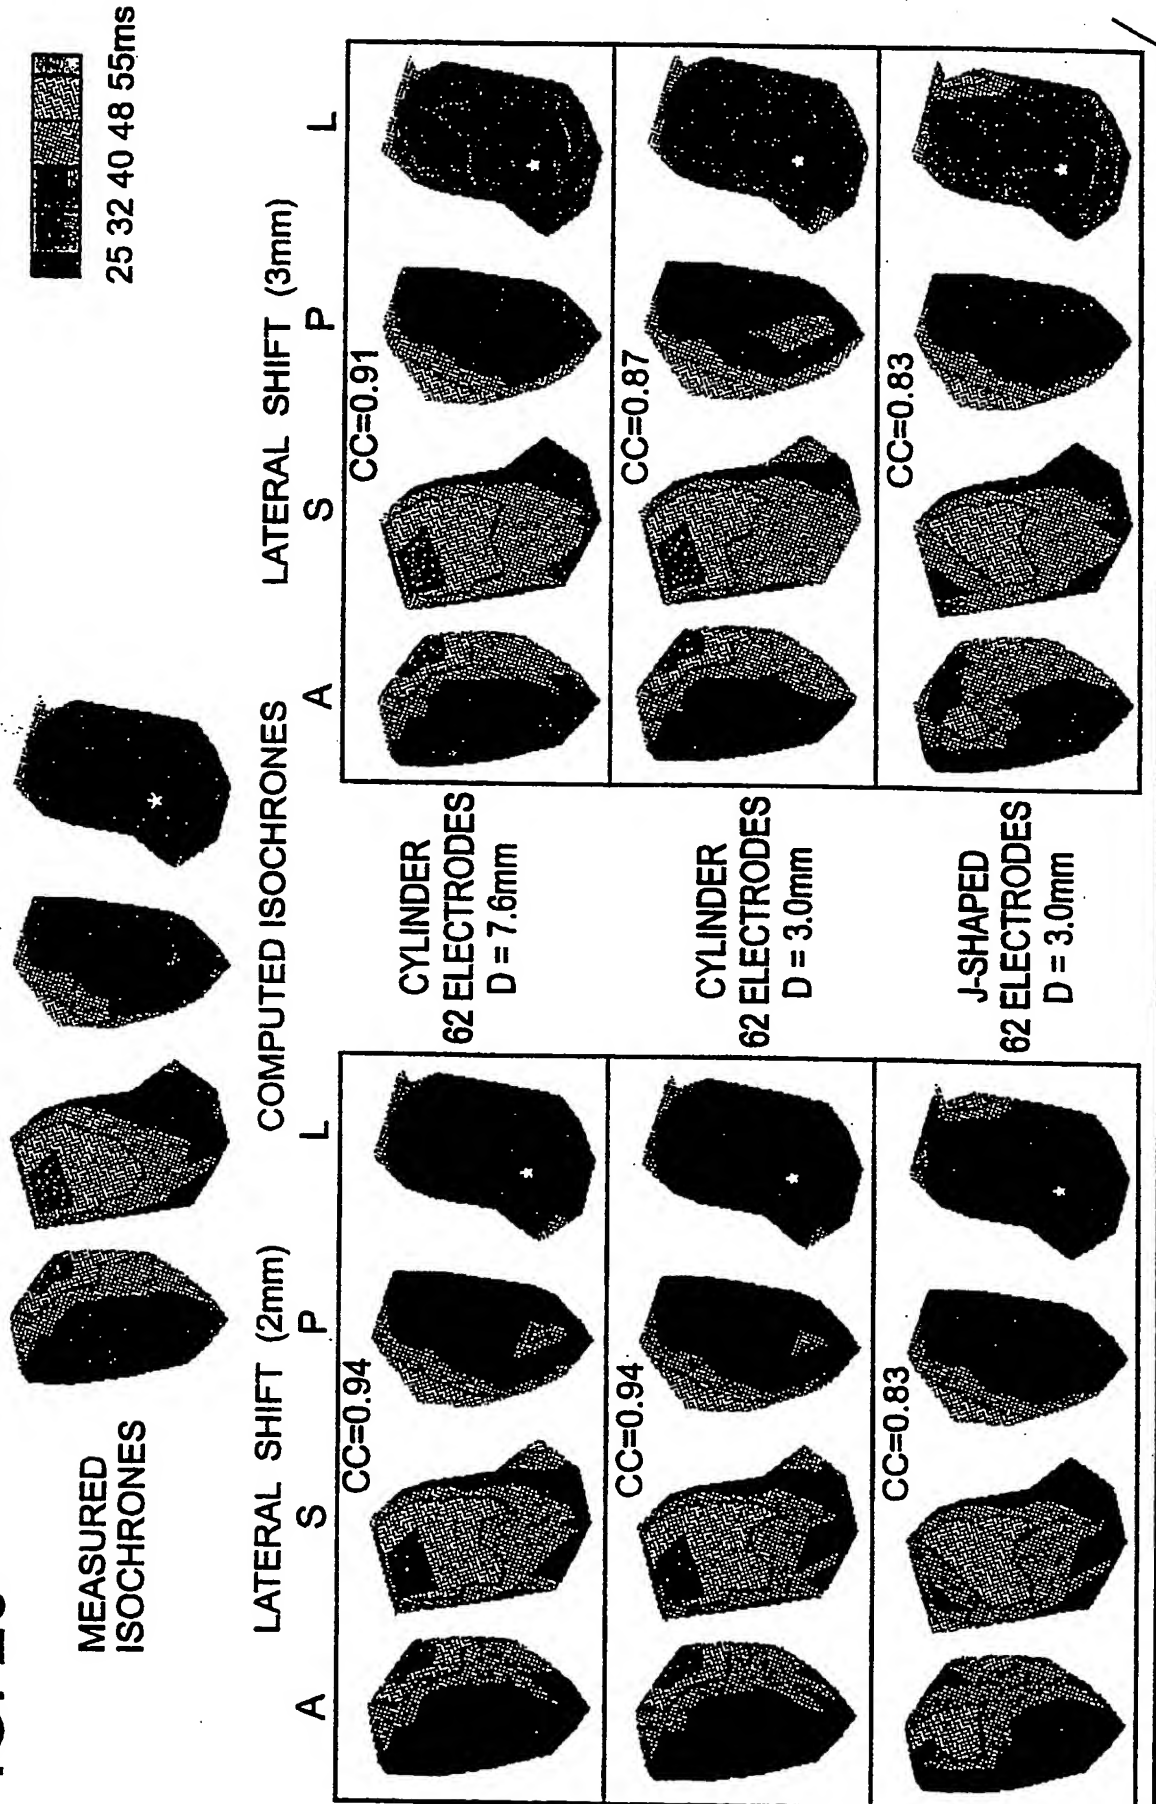 MEASURED
ISOCHRONES
25 32 40 48 55ms
COMPUTED ISOCHRONES
LATERAL SHIFT (2mm)
A S P L
LATERAL SHIFT (3mm)
A S P L
CC=0.94
CYLINDER
62 ELECTRODES
D = 7.6mm
CC=0.91
CC=0.94
CYLINDER
62 ELECTRODES
D = 3.0mm
CC=0.87
CC=0.83
J-SHAPED
62 ELECTRODES
D = 3.0mm
CC=0.83